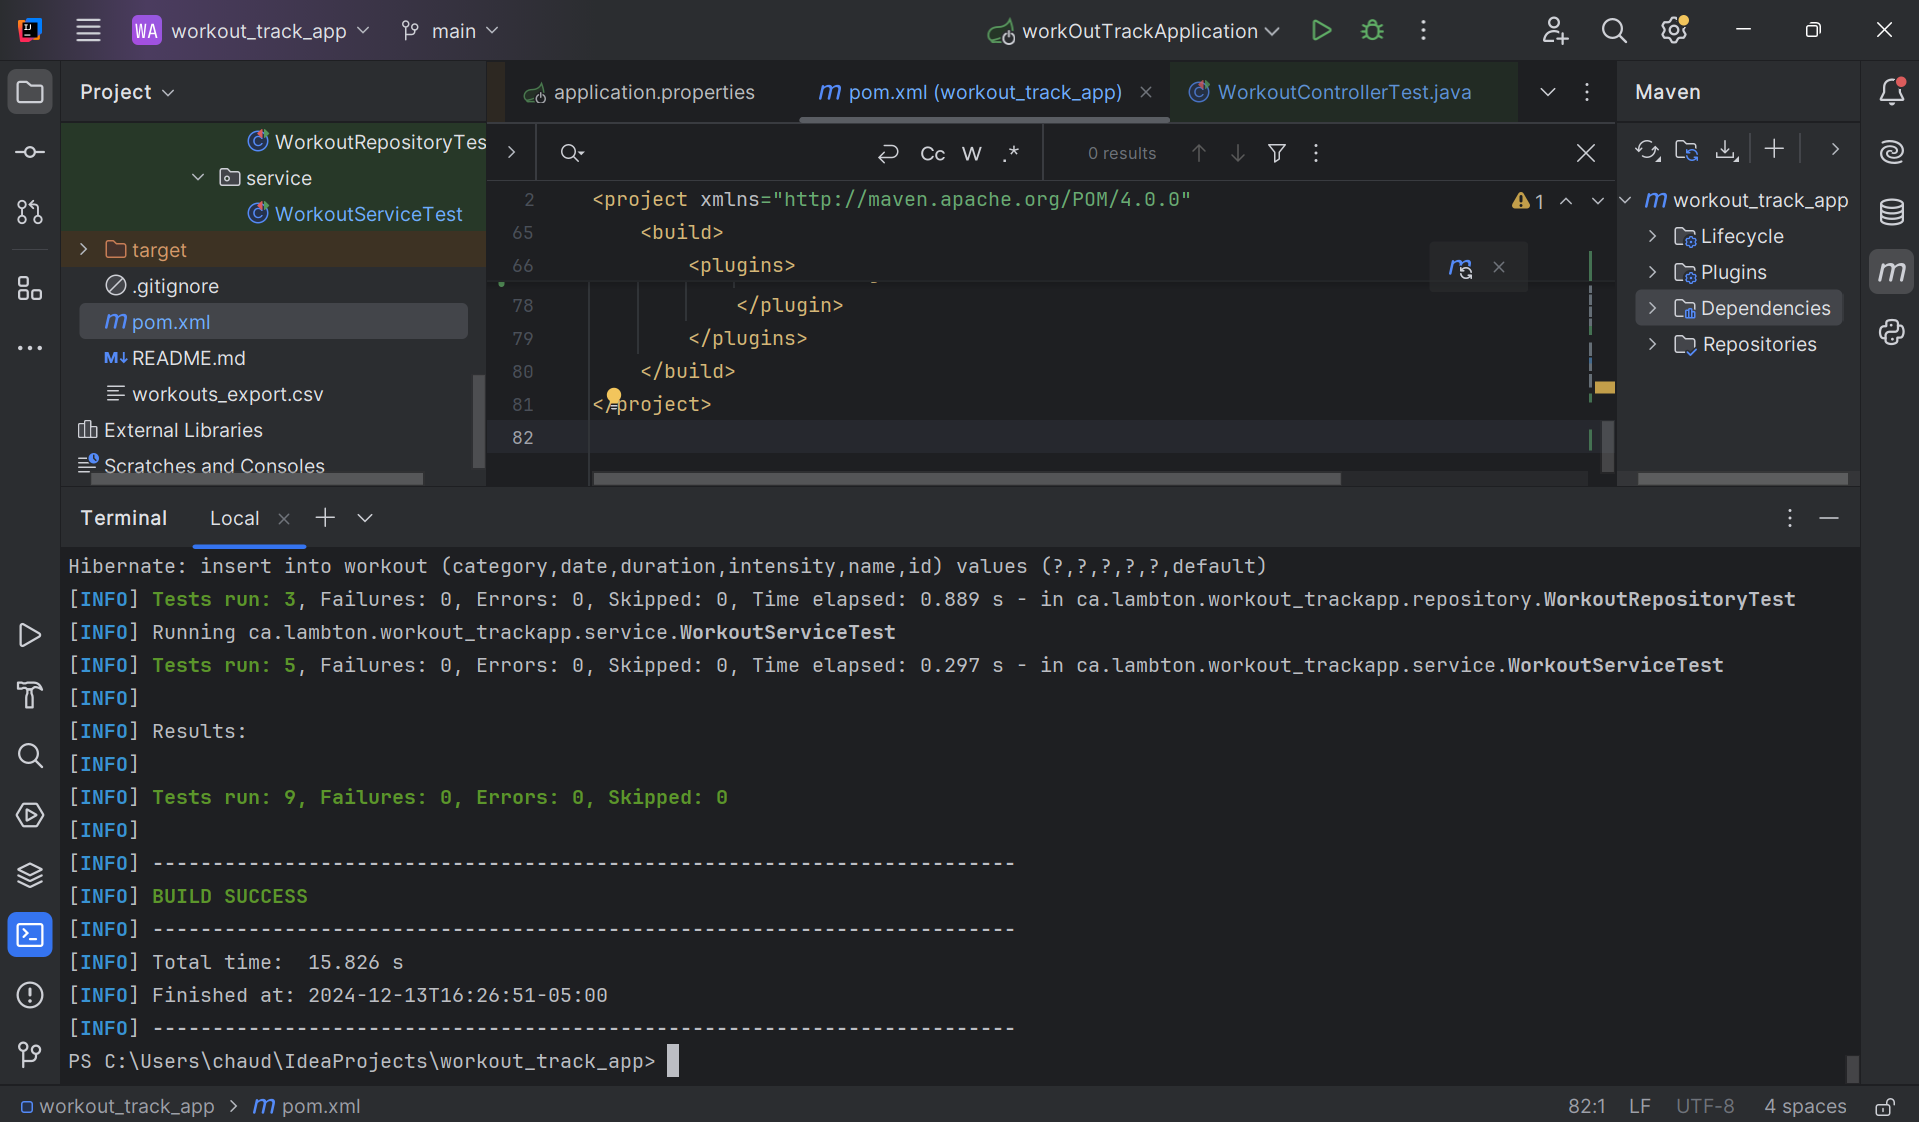 WA workout_track_app main workOutTrackApplication
Project
application.properties
pom.xml (workout_track_app)
WorkoutControllerTest.java
Maven
WorkoutRepositoryTes
service
WorkoutServiceTest
target
.gitignore
pom.xml
README.md
workouts_export.csv
External Libraries
Scratches and Consoles
Cc W .* 0 results
2 <project xmlns="http://maven.apache.org/POM/4.0.0" 1
65 <build>
66 <plugins>
78 </plugin>
79 </plugins>
80 </build>
81 </project>
82
workout_track_app
Lifecycle
Plugins
Dependencies
Repositories
Terminal Local
Hibernate: insert into workout (category,date,duration,intensity,name,id) values (?,?,?,?,?,default)
[INFO] Tests run: 3, Failures: 0, Errors: 0, Skipped: 0, Time elapsed: 0.889 s - in ca.lambton.workout_trackapp.repository.WorkoutRepositoryTest
[INFO] Running ca.lambton.workout_trackapp.service.WorkoutServiceTest
[INFO] Tests run: 5, Failures: 0, Errors: 0, Skipped: 0, Time elapsed: 0.297 s - in ca.lambton.workout_trackapp.service.WorkoutServiceTest
[INFO]
[INFO] Results:
[INFO]
[INFO] Tests run: 9, Failures: 0, Errors: 0, Skipped: 0
[INFO]
[INFO] ------------------------------------------------------------------------
[INFO] BUILD SUCCESS
[INFO] ------------------------------------------------------------------------
[INFO] Total time:  15.826 s
[INFO] Finished at: 2024-12-13T16:26:51-05:00
[INFO] ------------------------------------------------------------------------
PS C:\Users\chaud\IdeaProjects\workout_track_app>
workout_track_app > pom.xml 82:1 LF UTF-8 4 spaces